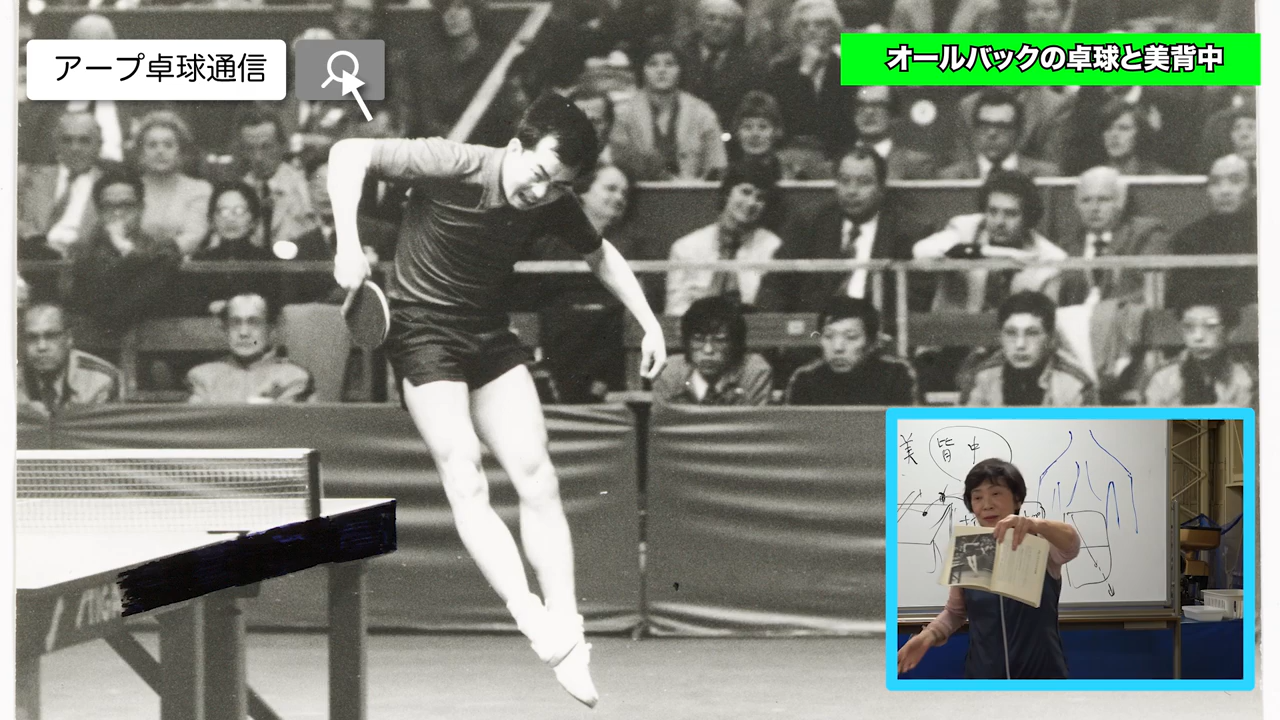 アープ卓球通信
オールバックの卓球と美背中
美背中